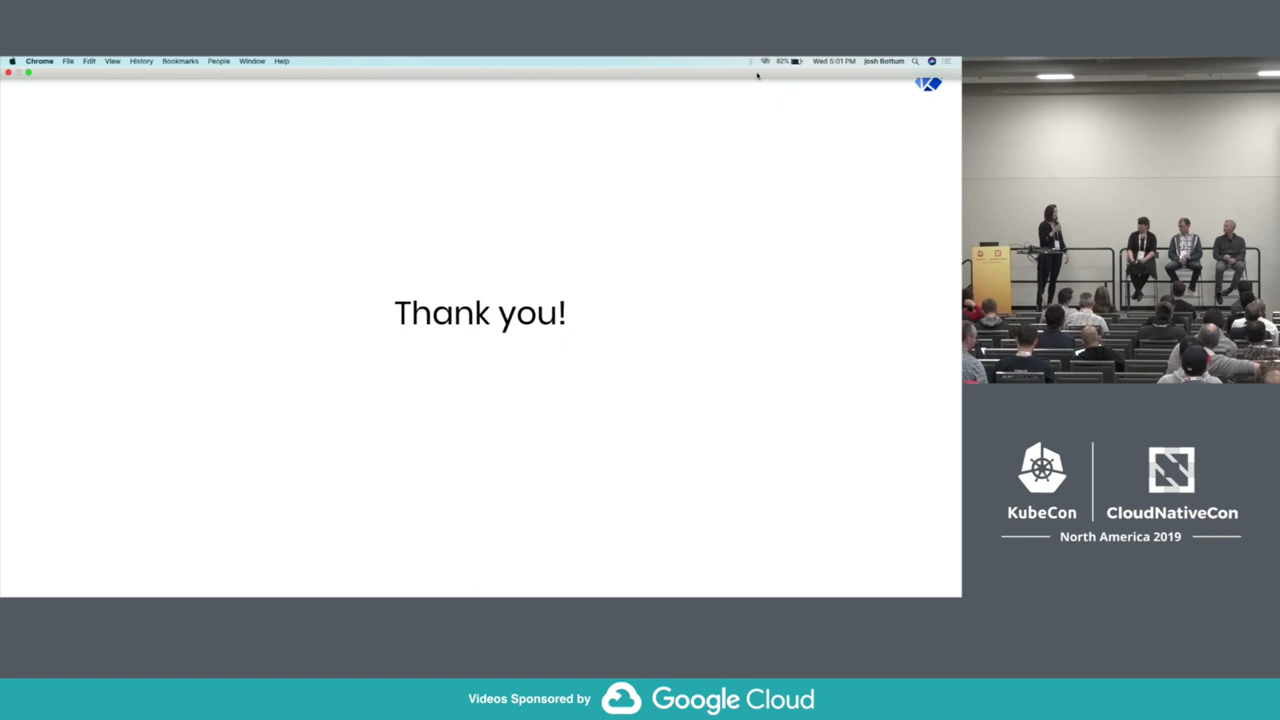 Chrome File Edit View History Bookmarks People Window Help
82% Wed 5:01 PM Josh Bottum
Thank you!
KubeCon
CloudNativeCon
North America 2019
Videos Sponsored by Google Cloud